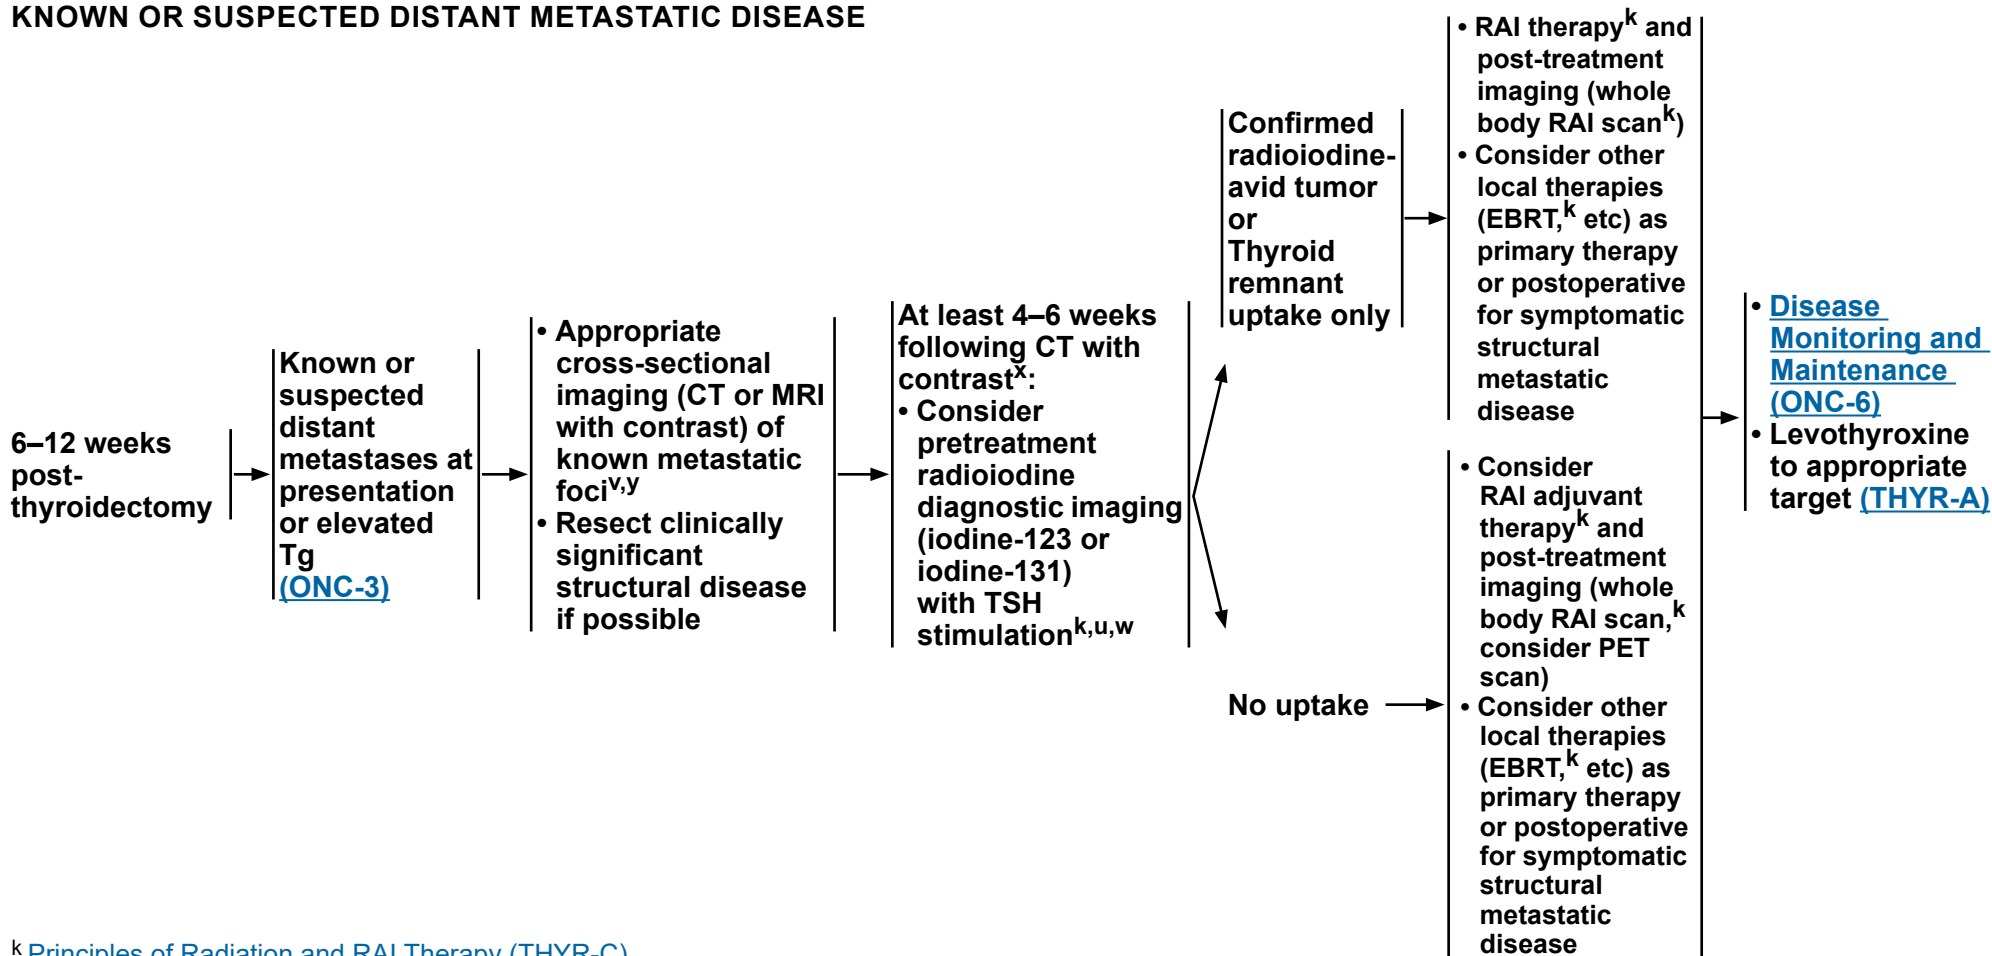 KNOWN OR SUSPECTED DISTANT METASTATIC DISEASE
6–12 weeks
post-
thyroidectomy
Known or
suspected
distant
metastases at
presentation
or elevated
Tg
(ONC-3)
• Appropriate
cross-sectional
imaging (CT or MRI
with contrast) of
known metastatic
foci^v,y
• Resect clinically
significant
structural disease
if possible
At least 4–6 weeks
following CT with
contrast^x:
• Consider
pretreatment
radioiodine
diagnostic imaging
(iodine-123 or
iodine-131)
with TSH
stimulation^k,u,w
Confirmed
radioiodine-
avid tumor
or
Thyroid
remnant
uptake only
• RAI therapy^k and
post-treatment
imaging (whole
body RAI scan^k)
• Consider other
local therapies
(EBRT,^k etc) as
primary therapy
or postoperative
for symptomatic
structural
metastatic
disease
No uptake
• Consider
RAI adjuvant
therapy^k and
post-treatment
imaging (whole
body RAI scan,^k
consider PET
scan)
• Consider other
local therapies
(EBRT,^k etc) as
primary therapy
or postoperative
for symptomatic
structural
metastatic
disease
• Disease
Monitoring and
Maintenance
(ONC-6)
• Levothyroxine
to appropriate
target (THYR-A)
k Principles of Radiation and RAI Therapy (THYR-C)